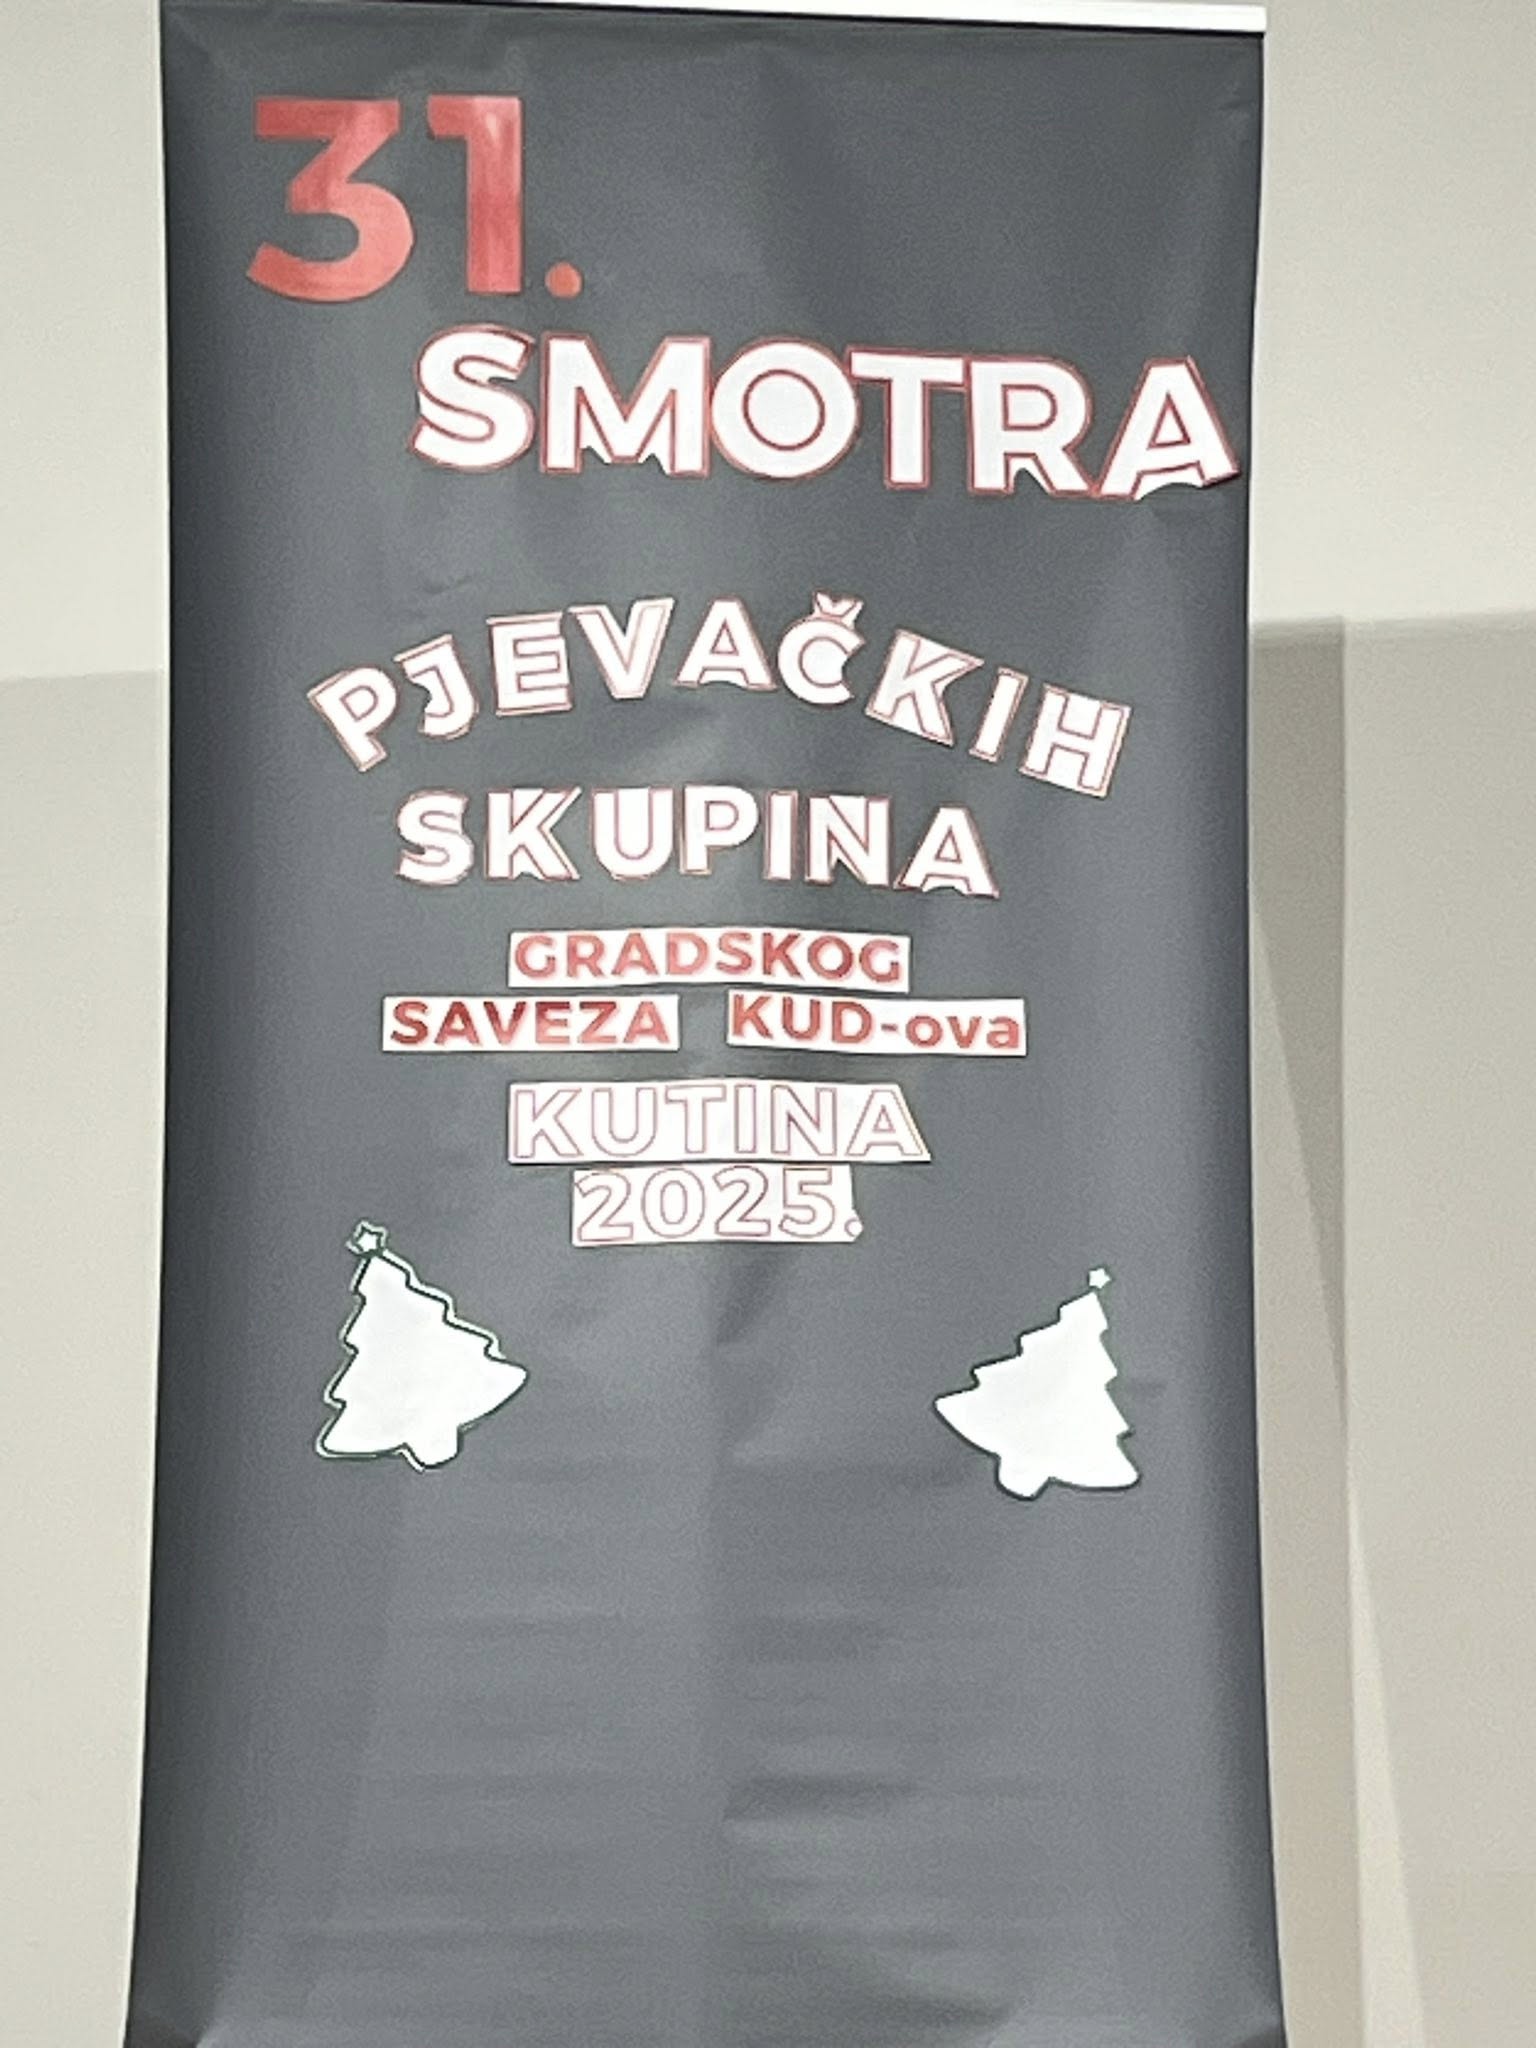 31.
SMOTRA
PJEVAČKIH
SKUPINA
GRADSKOG
SAVEZA KUD-ova
KUTINA
2025.